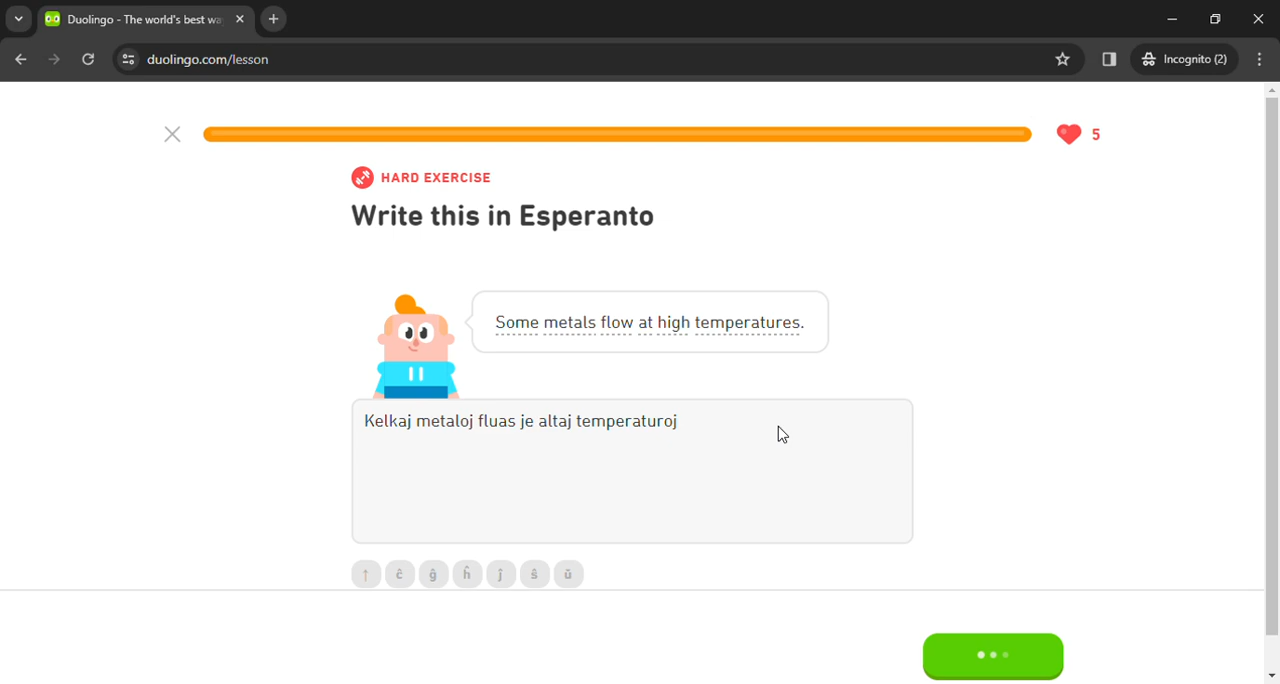 Duolingo - The world's best wa
duolingo.com/lesson
Incognito (2)
5
HARD EXERCISE
Write this in Esperanto
Some metals flow at high temperatures.
Kelkaj metaloj fluas je altaj temperaturoj
↑ ĉ ĝ ĥ ĵ ŝ ŭ